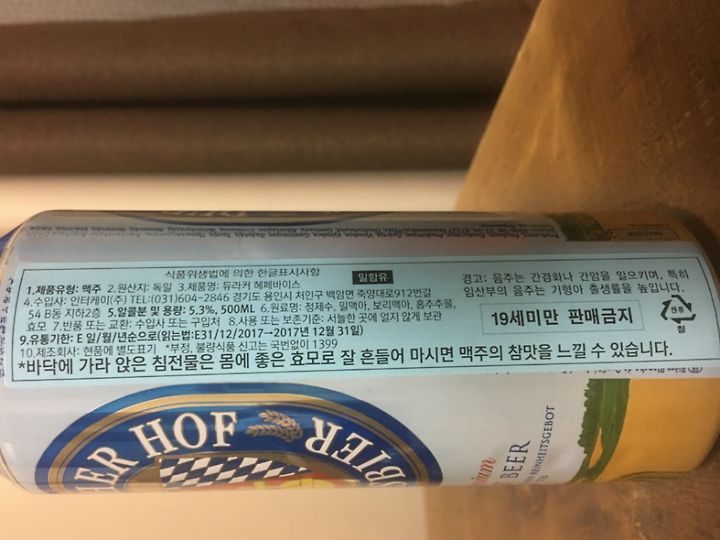 식품위생법에 의한 한글표시사항
밀함유
1.제품유형: 맥주 2.원산지: 독일 3.제품명: 듀라커 헤페바이스
4.수입사: 인터케이(주) TEL:(031)604-2846 경기도 용인시 처인구 백암면 죽양대로912번길
54 B동 지하2층 5.알콜분 및 용량: 5.3%, 500ML 6.원료명: 정제수, 밀맥아, 보리맥아, 홉추출물,
효모 7.반품 또는 교환: 수입사 또는 구입처 8.사용 또는 보존기준: 서늘한 곳에 얼지 않게 보관
9.유통기한: E 일/월/년순으로(읽는법:E31/12/2017→2017년 12월 31일)
10.제조회사: 현품에 별도표기 *부정, 불량식품 신고는 국번없이 1399
*바닥에 가라 앉은 침전물은 몸에 좋은 효모로 잘 흔들어 마시면 맥주의 참맛을 느낄 수 있습니다.
경고: 음주는 간경화나 간암을 일으키며, 특히
임산부의 음주는 기형아 출생률을 높입니다.
19세미만 판매금지
캔류
철
HER HOF
BIER
BEER
REINHEITSGEBOT